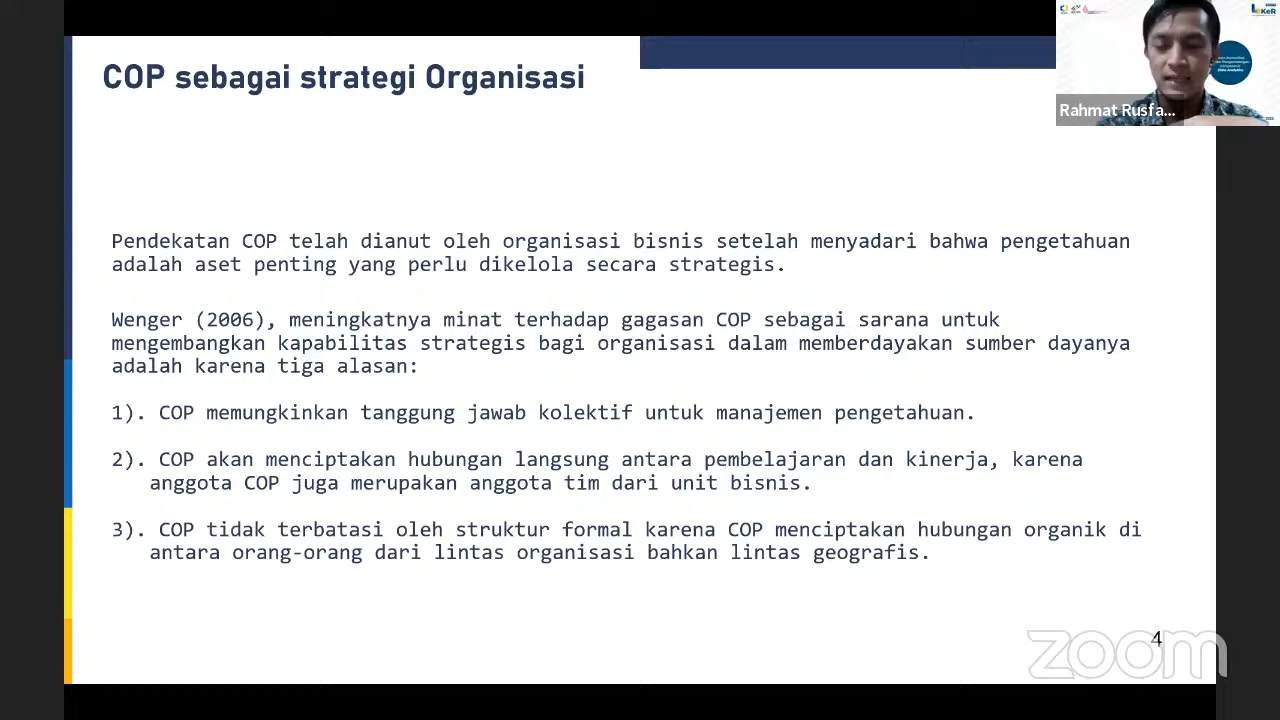 COP sebagai strategi Organisasi
Rahmat Rusfa...
Pendekatan COP telah dianut oleh organisasi bisnis setelah menyadari bahwa pengetahuan
adalah aset penting yang perlu dikelola secara strategis.
Wenger (2006), meningkatnya minat terhadap gagasan COP sebagai sarana untuk
mengembangkan kapabilitas strategis bagi organisasi dalam memberdayakan sumber dayanya
adalah karena tiga alasan:
1). COP memungkinkan tanggung jawab kolektif untuk manajemen pengetahuan.
2). COP akan menciptakan hubungan langsung antara pembelajaran dan kinerja, karena
anggota COP juga merupakan anggota tim dari unit bisnis.
3). COP tidak terbatasi oleh struktur formal karena COP menciptakan hubungan organik di
antara orang-orang dari lintas organisasi bahkan lintas geografis.
4
zoom